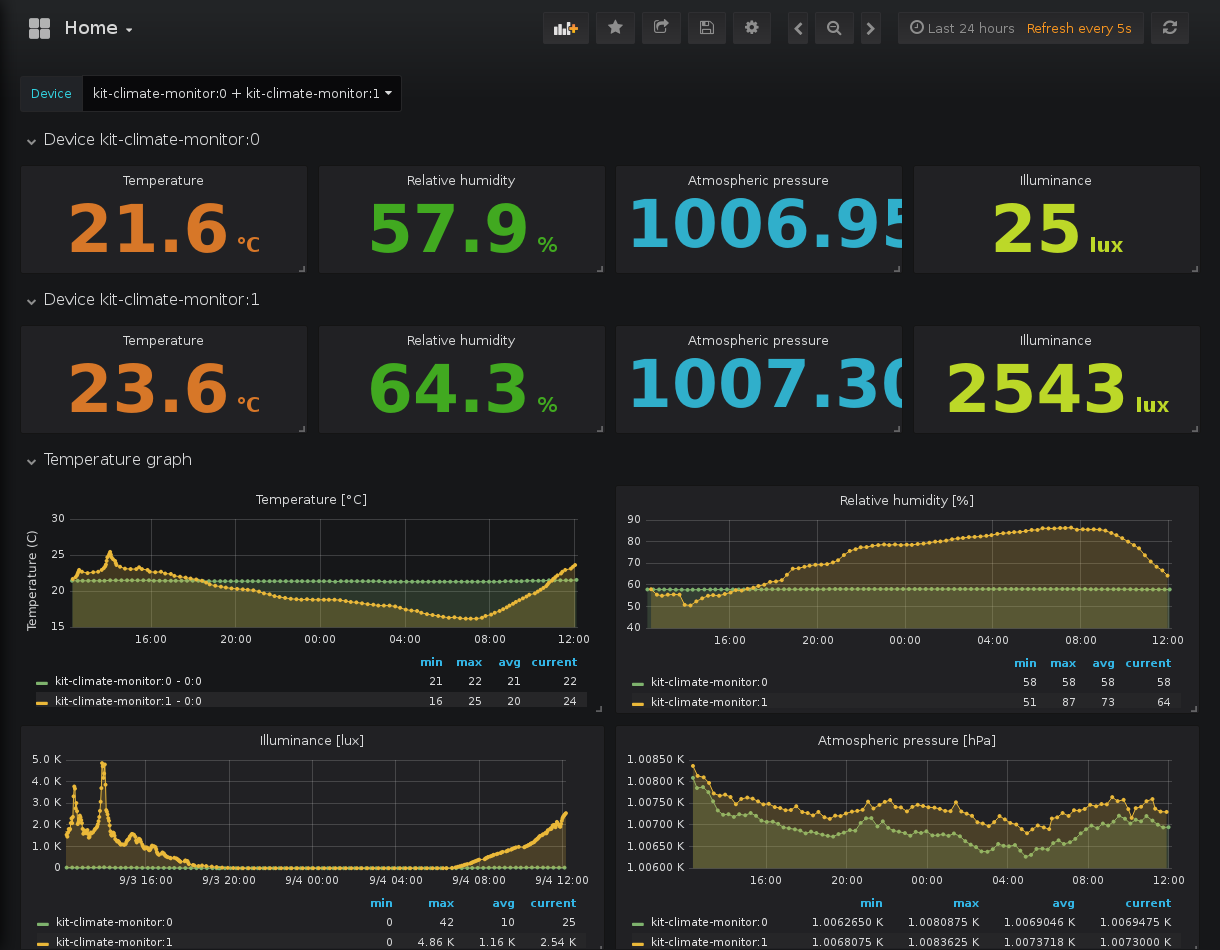 Home
Last 24 hours Refresh every 5s
Device kit-climate-monitor:0 + kit-climate-monitor:1
Device kit-climate-monitor:0
Temperature Relative humidity Atmospheric pressure Illuminance
21.6 °C 57.9 % 1006.95 25 lux
Device kit-climate-monitor:1
Temperature Relative humidity Atmospheric pressure Illuminance
23.6 °C 64.3 % 1007.30 2543 lux
Temperature graph
Temperature [°C]
Temperature (C)
30
25
20
15
16:00 20:00 00:00 04:00 08:00 12:00
min max avg current
kit-climate-monitor:0 - 0:0 21 22 21 22
kit-climate-monitor:1 - 0:0 16 25 20 24
Relative humidity [%]
90
80
70
60
50
40
16:00 20:00 00:00 04:00 08:00 12:00
min max avg current
kit-climate-monitor:0 58 58 58 58
kit-climate-monitor:1 51 87 73 64
Illuminance [lux]
5.0 K
4.0 K
3.0 K
2.0 K
1.0 K
0
9/3 16:00 9/3 20:00 9/4 00:00 9/4 04:00 9/4 08:00 9/4 12:00
min max avg current
kit-climate-monitor:0 0 42 10 25
kit-climate-monitor:1 0 4.86 K 1.16 K 2.54 K
Atmospheric pressure [hPa]
1.00850 K
1.00800 K
1.00750 K
1.00700 K
1.00650 K
1.00600 K
16:00 20:00 00:00 04:00 08:00 12:00
min max avg current
kit-climate-monitor:0 1.0062650 K 1.0080875 K 1.0069046 K 1.0069475 K
kit-climate-monitor:1 1.0068075 K 1.0083625 K 1.0073718 K 1.0073000 K